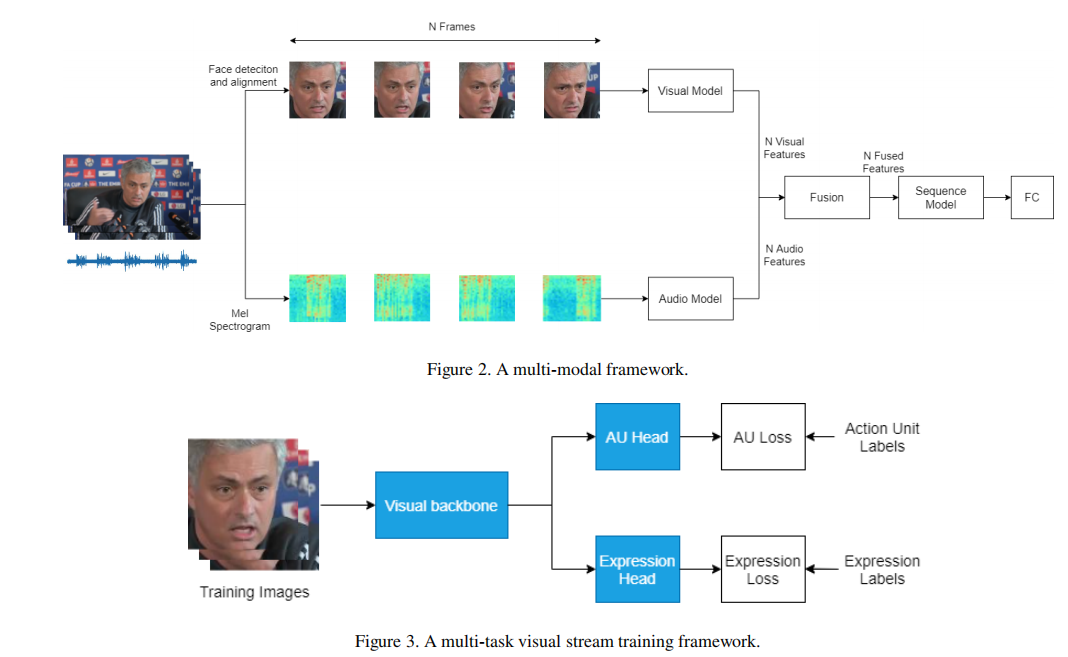 N Frames
Face deteciton
and alignment
Visual Model
N Visual
Features
N Fused
Features
Fusion
Sequence
Model
FC
N Audio
Features
Mel
Spectrogram
Audio Model
Figure 2. A multi-modal framework.
AU Head
AU Loss
Action Unit
Labels
Visual backbone
Expression
Head
Expression
Loss
Expression
Labels
Training Images
Figure 3. A multi-task visual stream training framework.